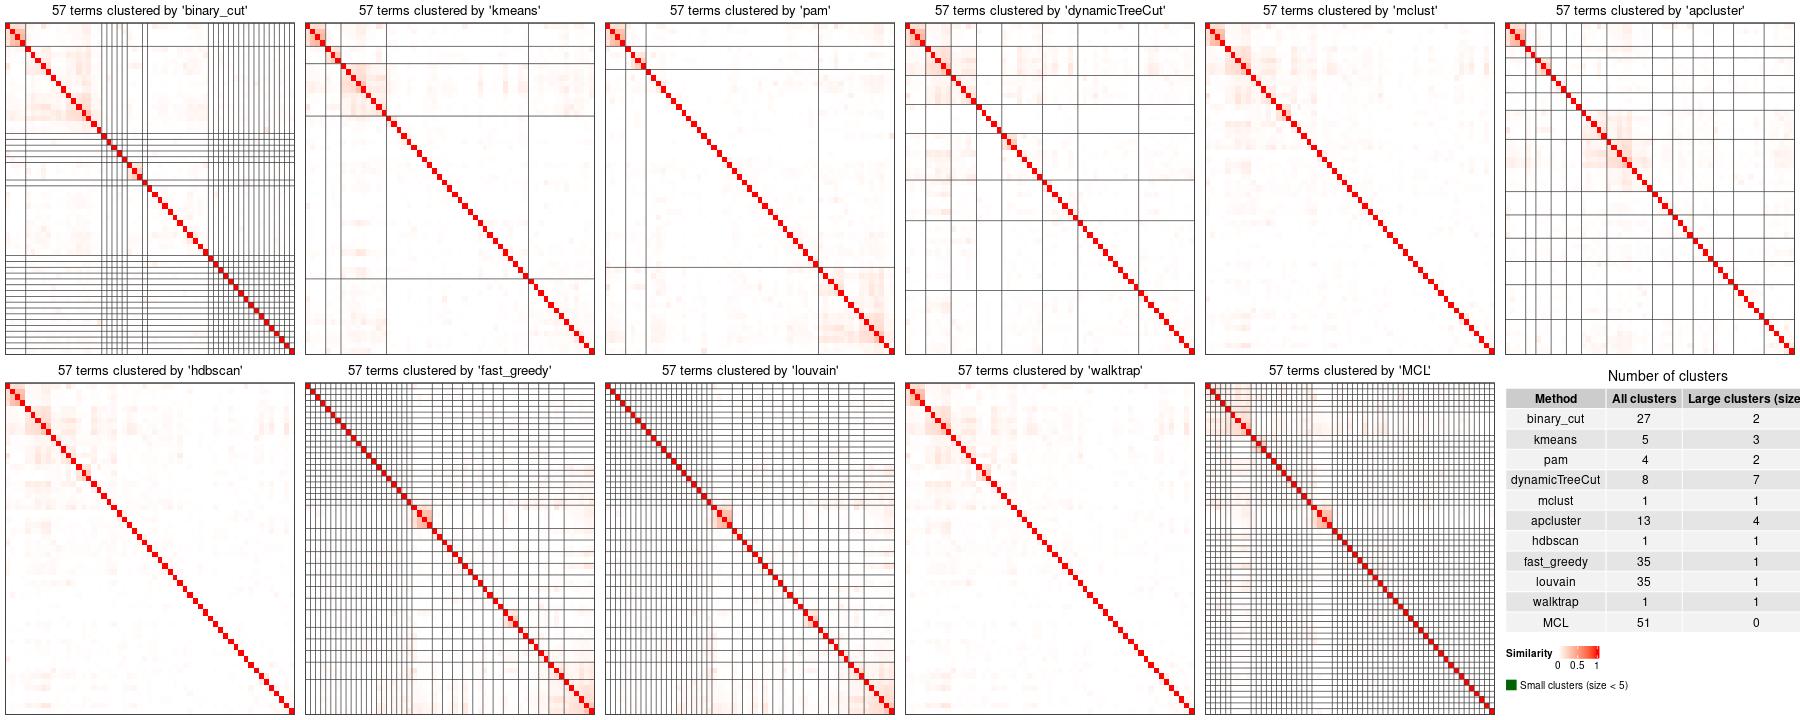 57 terms clustered by 'binary_cut'
57 terms clustered by 'kmeans'
57 terms clustered by 'pam'
57 terms clustered by 'dynamicTreeCut'
57 terms clustered by 'mclust'
57 terms clustered by 'apcluster'
57 terms clustered by 'hdbscan'
57 terms clustered by 'fast_greedy'
57 terms clustered by 'louvain'
57 terms clustered by 'walktrap'
57 terms clustered by 'MCL'
Number of clusters
Method All clusters Large clusters (size
binary_cut 27 2
kmeans 5 3
pam 4 2
dynamicTreeCut 8 7
mclust 1 1
apcluster 13 4
hdbscan 1 1
fast_greedy 35 1
louvain 35 1
walktrap 1 1
MCL 51 0
Similarity
0 0.5 1
Small clusters (size < 5)